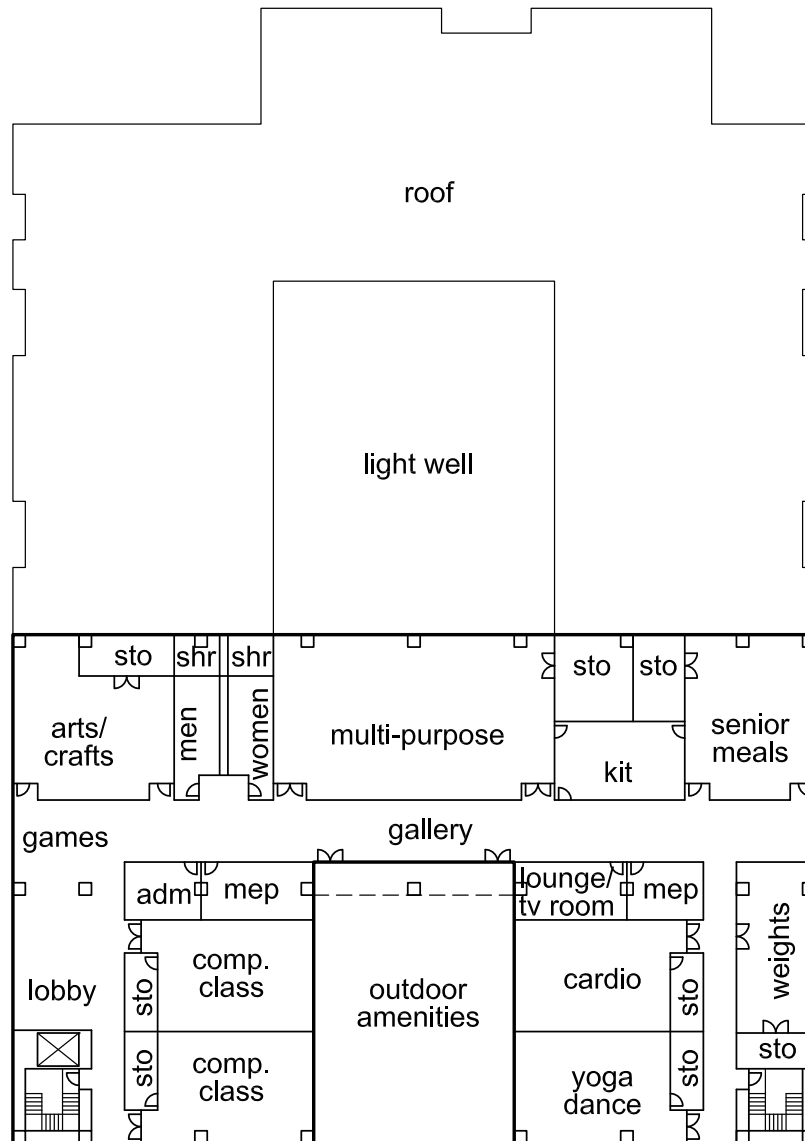 roof
light well
sto
shr
shr
sto
sto
arts/
crafts
men
women
multi-purpose
kit
senior
meals
games
gallery
adm
mep
lounge/
tv room
mep
lobby
sto
comp.
class
outdoor
amenities
cardio
sto
weights
sto
comp.
class
yoga
dance
sto
sto